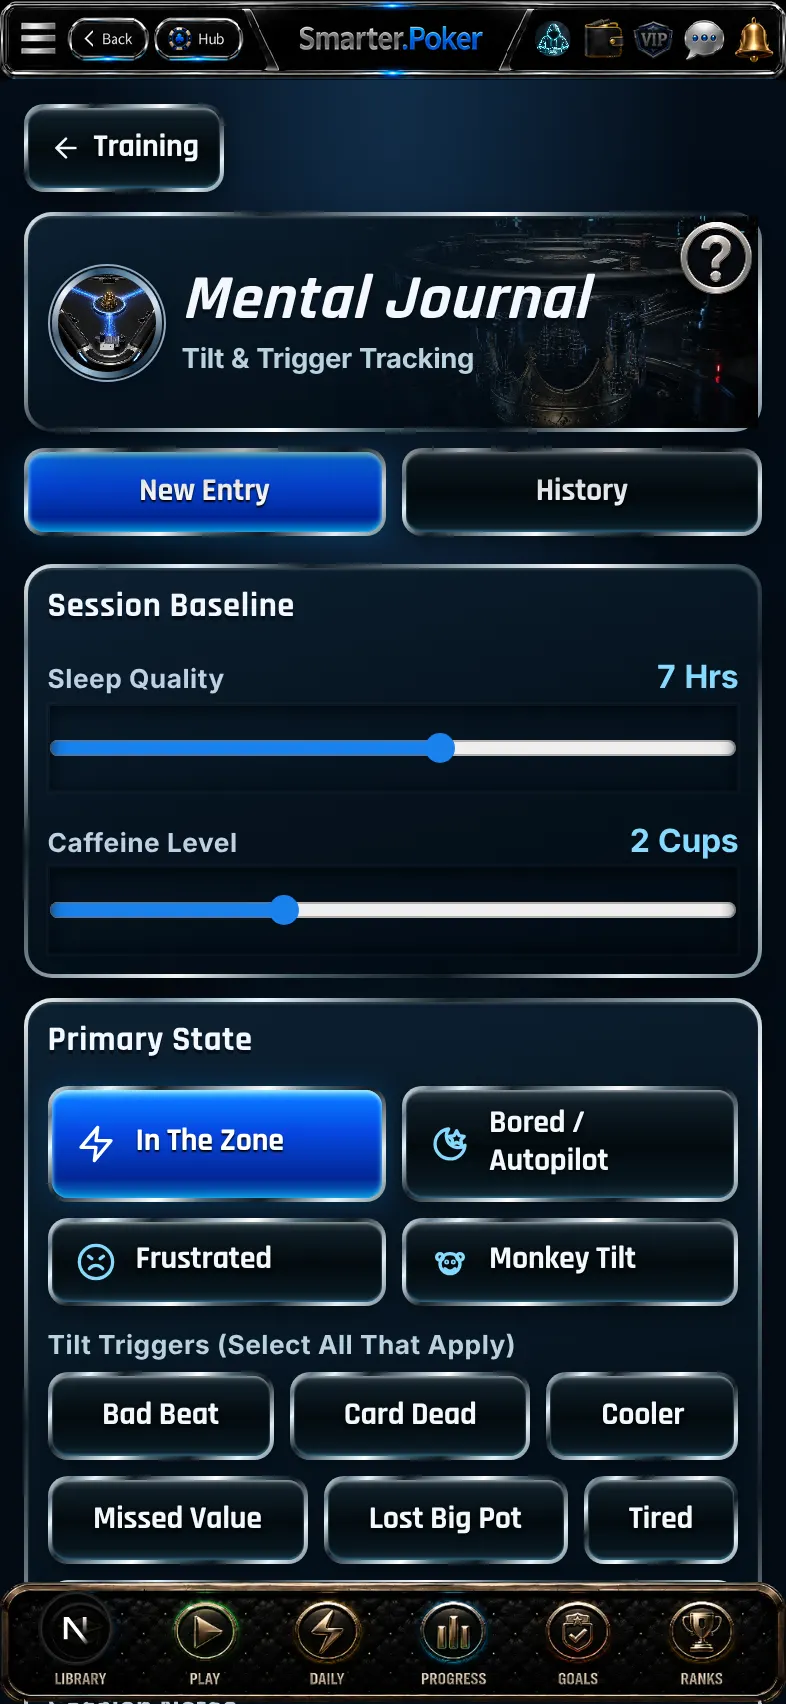 Back
Hub
Smarter.Poker
VIP
Training
?
Mental Journal
Tilt & Trigger Tracking
New Entry
History
Session Baseline
Sleep Quality
7 Hrs
Caffeine Level
2 Cups
Primary State
In The Zone
Bored /
Autopilot
Frustrated
Monkey Tilt
Tilt Triggers (Select All That Apply)
Bad Beat
Card Dead
Cooler
Missed Value
Lost Big Pot
Tired
N
LIBRARY
PLAY
DAILY
PROGRESS
GOALS
RANKS